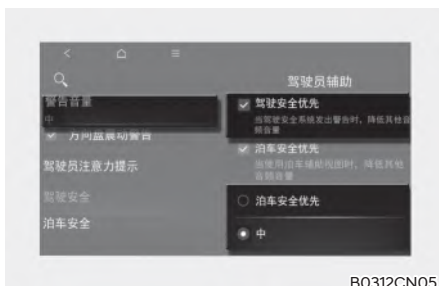 驾驶员辅助
警告音量
中
方向盘震动警告
驾驶员注意力提示
驾驶安全
泊车安全
驾驶安全优先
当驾驶安全系统发出警告时，降低其他音
频音量
泊车安全优先
当使用泊车辅助视图时，降低其他
音频音量
泊车安全优先
中
B0312CN05